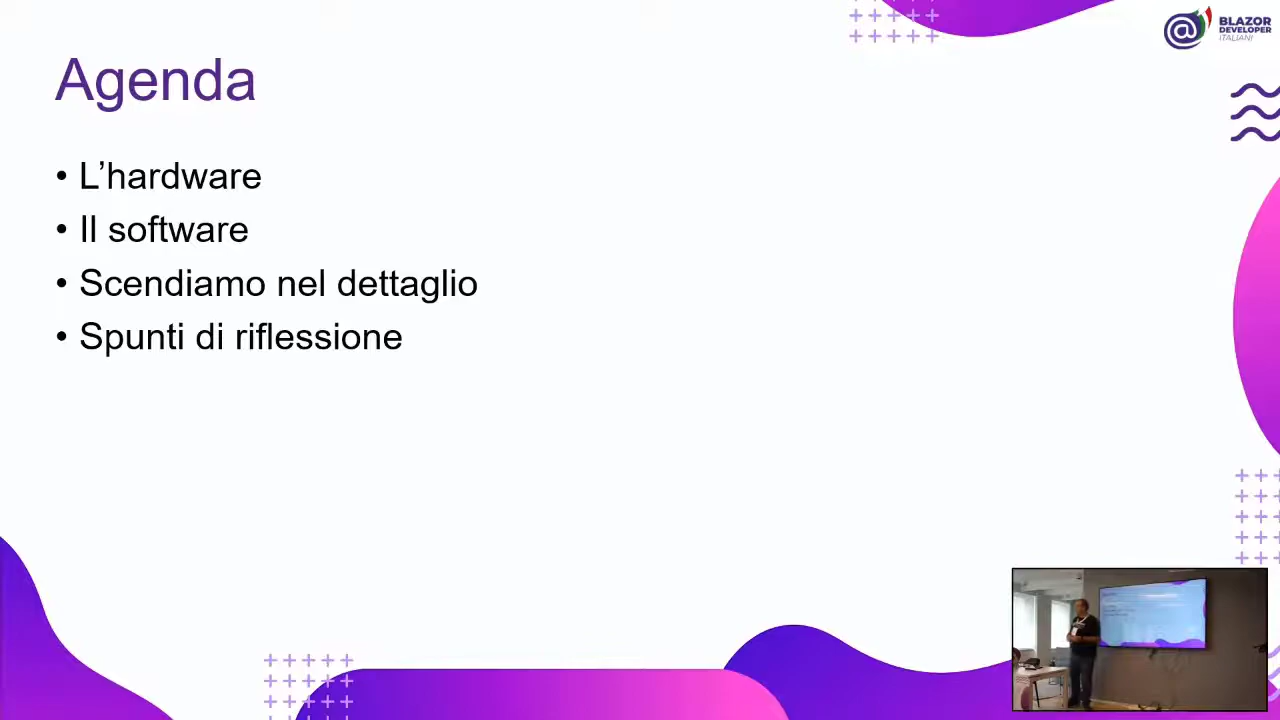 BLAZOR
DEVELOPER
ITALIANI
Agenda
• L’hardware
• Il software
• Scendiamo nel dettaglio
• Spunti di riflessione